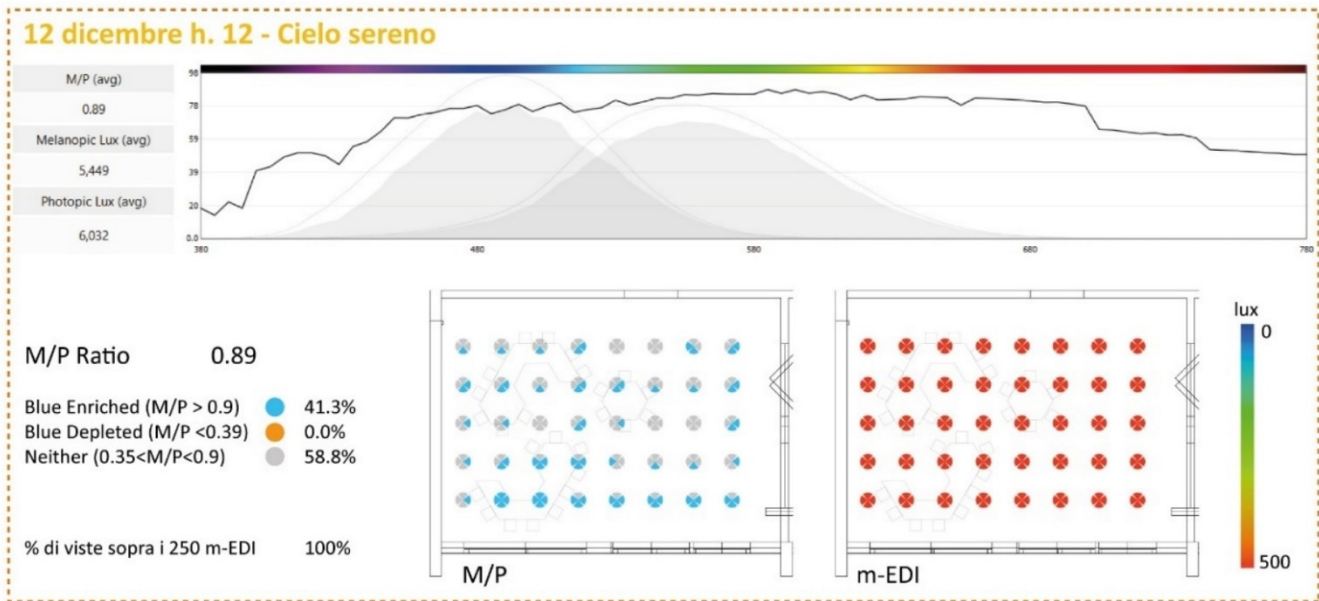 12 dicembre h. 12 - Cielo sereno
M/P (avg)
0.89
Melanopic Lux (avg)
5,449
Photopic Lux (avg)
6,032
98
78
59
39
20
0.0
380
480
580
680
780
M/P Ratio 0.89
Blue Enriched (M/P > 0.9) 41.3%
Blue Depleted (M/P <0.39) 0.0%
Neither (0.35<M/P<0.9) 58.8%
% di viste sopra i 250 m-EDI 100%
M/P
m-EDI
lux
0
500